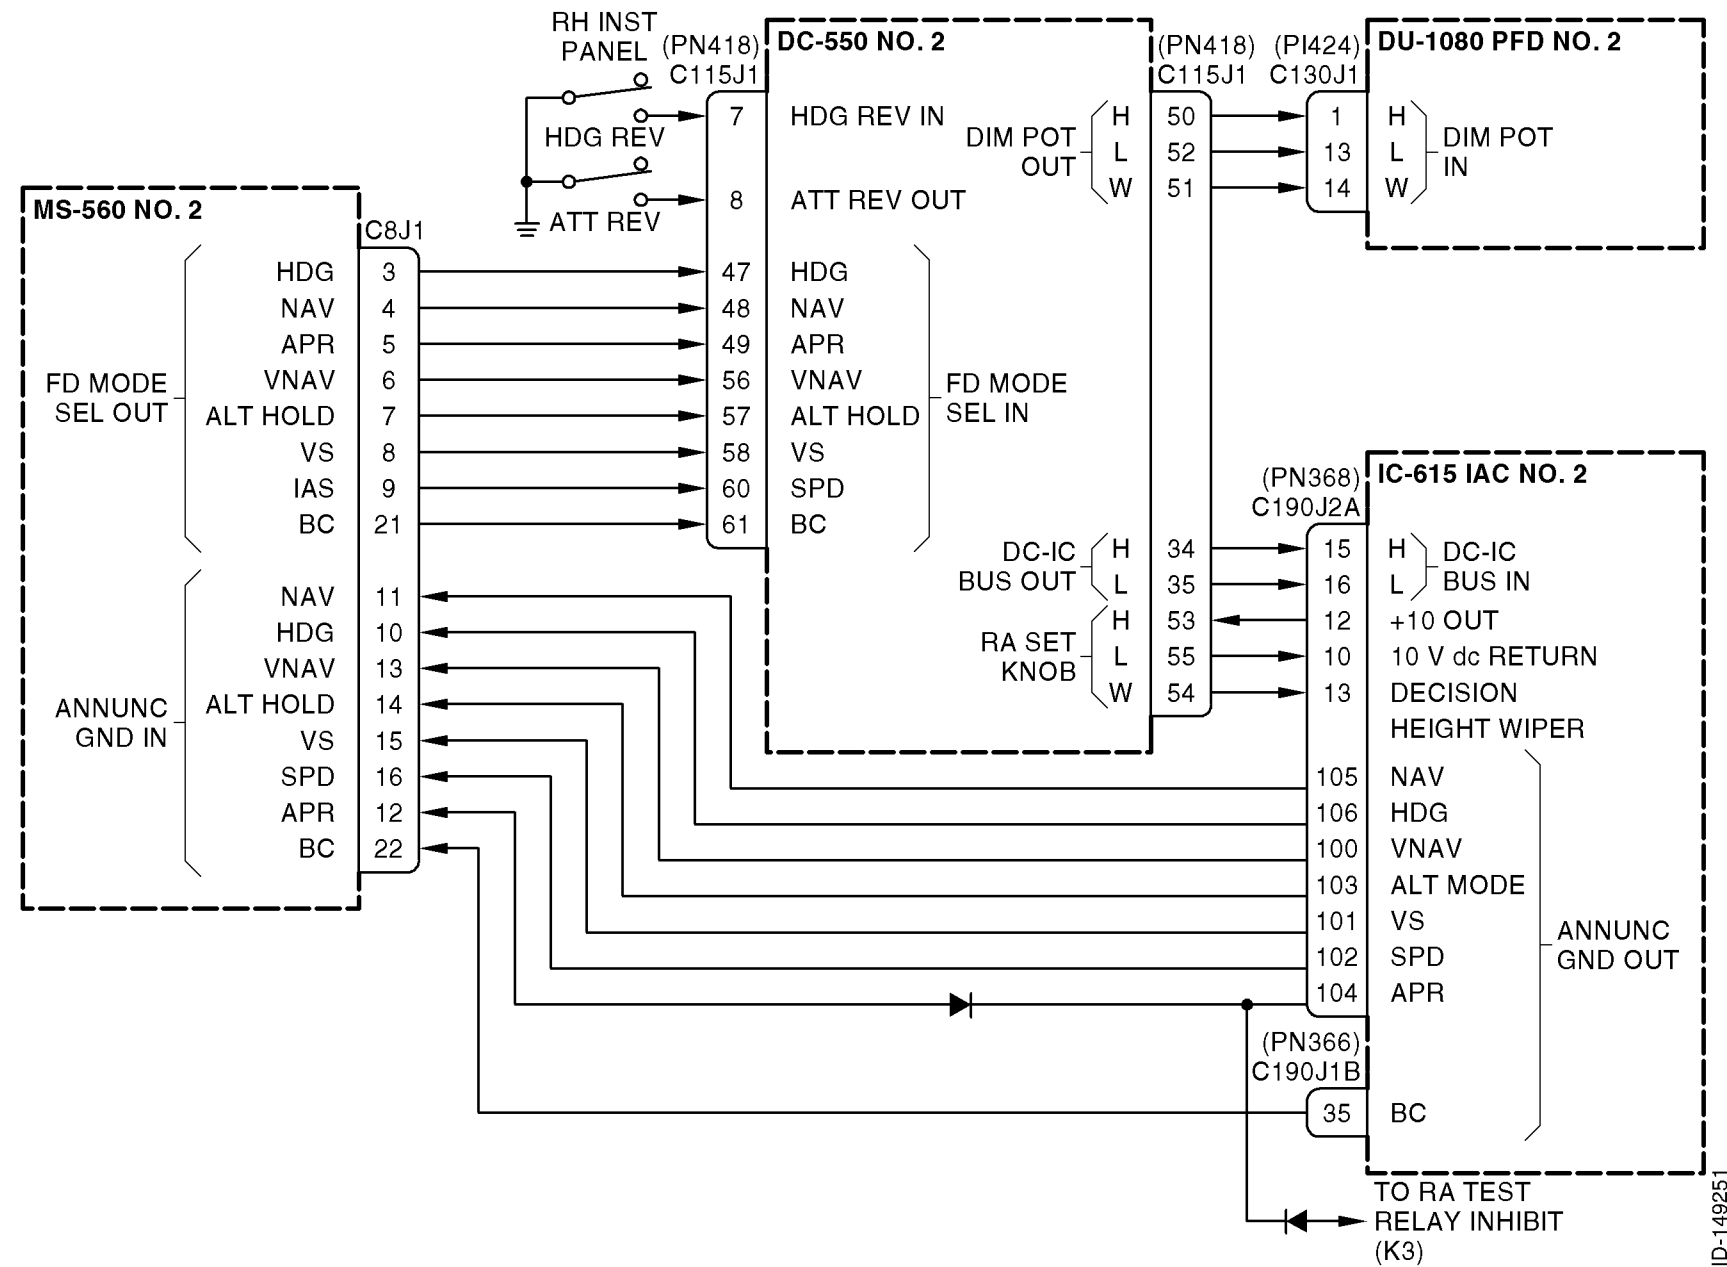 RH INST
PANEL
(PN418)
C115J1
DC-550 NO. 2
(PN418)
C115J1
(PI424)
C130J1
DU-1080 PFD NO. 2
HDG REV
7 HDG REV IN
ATT REV
8 ATT REV OUT
DIM POT
OUT
H 50
L 52
W 51
1 H
13 L
14 W
DIM POT
IN
MS-560 NO. 2
C8J1
FD MODE
SEL OUT
HDG 3
NAV 4
APR 5
VNAV 6
ALT HOLD 7
VS 8
IAS 9
BC 21
47 HDG
48 NAV
49 APR
56 VNAV
57 ALT HOLD
58 VS
60 SPD
61 BC
FD MODE
SEL IN
ANNUNC
GND IN
NAV 11
HDG 10
VNAV 13
ALT HOLD 14
VS 15
SPD 16
APR 12
BC 22
DC-IC
BUS OUT
H 34
L 35
RA SET
KNOB
H 53
L 55
W 54
(PN368)
C190J2A
IC-615 IAC NO. 2
15 H
16 L
DC-IC
BUS IN
12 +10 OUT
10 10 V dc RETURN
13 DECISION
HEIGHT WIPER
105 NAV
106 HDG
100 VNAV
103 ALT MODE
101 VS
102 SPD
104 APR
ANNUNC
GND OUT
(PN366)
C190J1B
35 BC
TO RA TEST
RELAY INHIBIT
(K3)
ID-149251